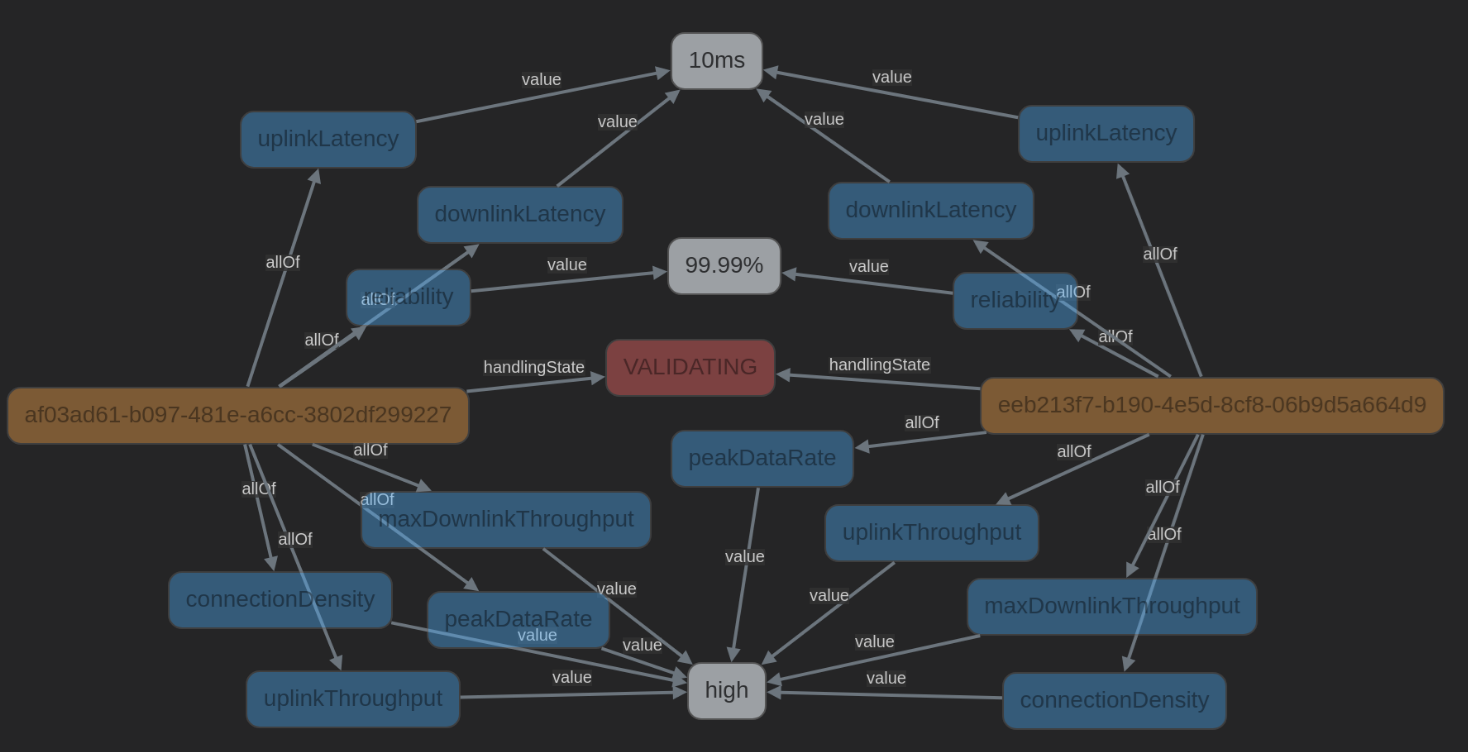 10ms
value
value
uplinkLatency
uplinkLatency
value
value
downlinkLatency
downlinkLatency
allOf
99.99%
allOf
value
value
reliability
allOf
reliability
allOf
allOf
allOf
handlingState
VALIDATING
handlingState
af03ad61-b097-481e-a6cc-3802df299227
eeb213f7-b190-4e5d-8cf8-06b9d5a664d9
allOf
allOf
peakDataRate
allOf
allOf
allOf
allOf
maxDownlinkThroughput
uplinkThroughput
allOf
allOf
value
value
value
connectionDensity
maxDownlinkThroughput
peakDataRate
value
value
value
value
value
uplinkThroughput
high
connectionDensity